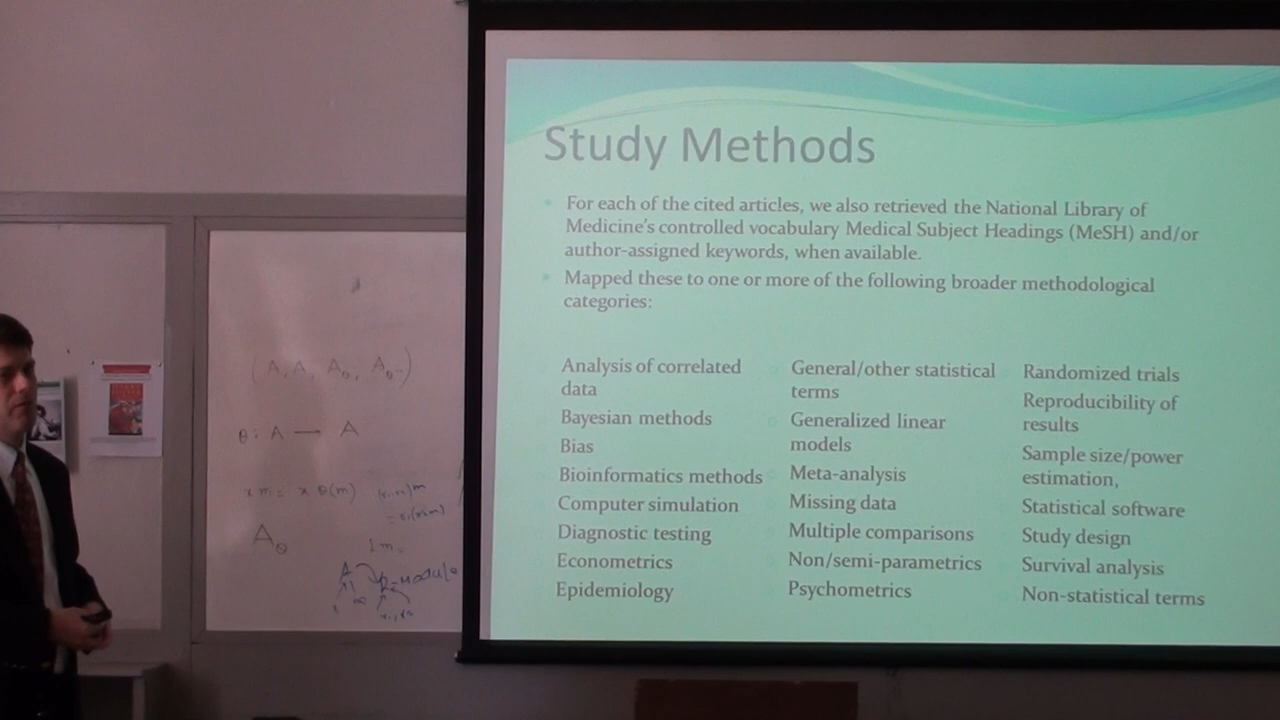 Study Methods
For each of the cited articles, we also retrieved the National Library of
Medicine's controlled vocabulary Medical Subject Headings (MeSH) and/or
author-assigned keywords, when available.
Mapped these to one or more of the following broader methodological
categories:
Analysis of correlated
data
Bayesian methods
Bias
Bioinformatics methods
Computer simulation
Diagnostic testing
Econometrics
Epidemiology
General/other statistical
terms
Generalized linear
models
Meta-analysis
Missing data
Multiple comparisons
Non/semi-parametrics
Psychometrics
Randomized trials
Reproducibility of
results
Sample size/power
estimation,
Statistical software
Study design
Survival analysis
Non-statistical terms
θ: A → A
x m = x θ(m)
A_θ
1 m =
A
R-module